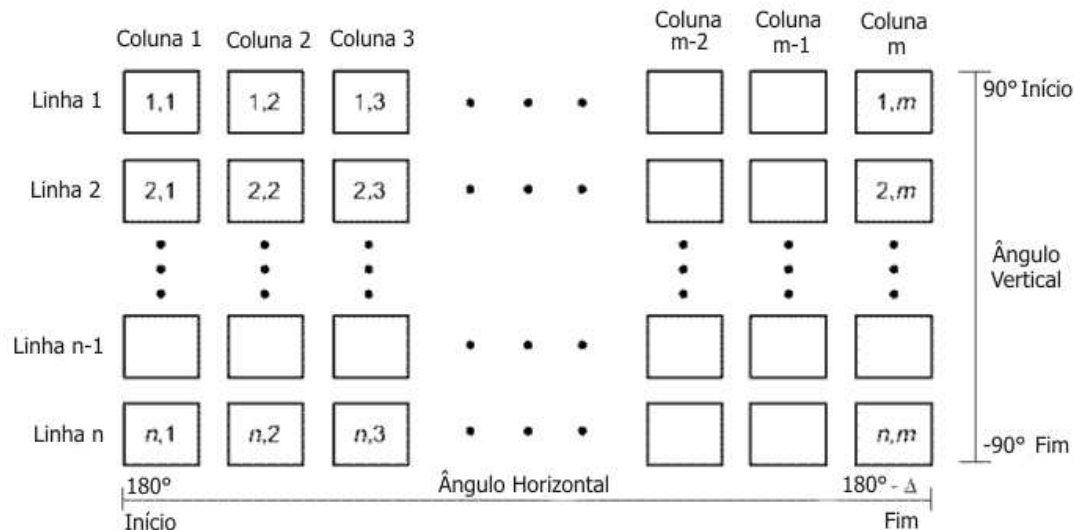 Coluna 1 Coluna 2 Coluna 3 Coluna m-2 Coluna m-1 Coluna m
Linha 1 1,1 1,2 1,3 1,m 90° Início
Linha 2 2,1 2,2 2,3 2,m
Ângulo Vertical
Linha n-1
Linha n n,1 n,2 n,3 n,m -90° Fim
180° Ângulo Horizontal 180° - Δ
Início Fim